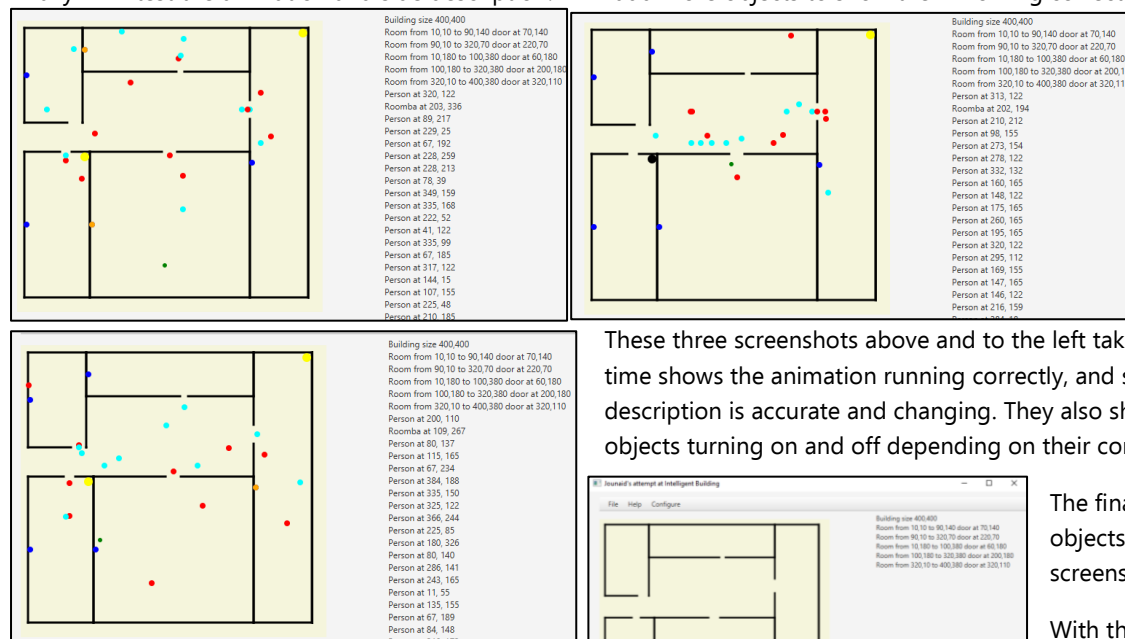 Building size 400,400
Room from 10,10 to 90,140 door at 70,140
Room from 90,10 to 320,70 door at 220,70
Room from 10,180 to 100,380 door at 60,180
Room from 100,180 to 320,380 door at 200,180
Room from 320,10 to 400,380 door at 320,110
Person at 320, 122
Roomba at 203, 336
Person at 89, 217
Person at 229, 25
Person at 67, 192
Person at 228, 259
Person at 228, 213
Person at 78, 39
Person at 349, 159
Person at 335, 168
Person at 222, 52
Person at 41, 122
Person at 335, 99
Person at 67, 185
Person at 317, 122
Person at 144, 15
Person at 107, 155
Person at 225, 48
Person at 210, 185
Building size 400,400
Room from 10,10 to 90,140 door at 70,140
Room from 90,10 to 320,70 door at 220,70
Room from 10,180 to 100,380 door at 60,180
Room from 100,180 to 320,380 door at 200,1
Room from 320,10 to 400,380 door at 320,11
Person at 313, 122
Roomba at 202, 194
Person at 210, 212
Person at 98, 155
Person at 273, 154
Person at 278, 122
Person at 332, 132
Person at 160, 165
Person at 148, 122
Person at 175, 165
Person at 260, 165
Person at 195, 165
Person at 320, 122
Person at 295, 112
Person at 169, 155
Person at 147, 165
Person at 146, 122
Person at 216, 159
Building size 400,400
Room from 10,10 to 90,140 door at 70,140
Room from 90,10 to 320,70 door at 220,70
Room from 10,180 to 100,380 door at 60,180
Room from 100,180 to 320,380 door at 200,180
Room from 320,10 to 400,380 door at 320,110
Person at 200, 110
Roomba at 109, 267
Person at 80, 137
Person at 115, 165
Person at 67, 234
Person at 384, 188
Person at 335, 150
Person at 325, 122
Person at 366, 244
Person at 225, 85
Person at 180, 326
Person at 80, 140
Person at 286, 141
Person at 243, 165
Person at 11, 55
Person at 135, 155
Person at 67, 189
Person at 84, 148
These three screenshots above and to the left tak
time shows the animation running correctly, and s
description is accurate and changing. They also sh
objects turning on and off depending on their co
Jounaid's attempt at Intelligent Building
File Help Configure
Building size 400,400
Room from 10,10 to 90,140 door at 70,140
Room from 90,10 to 320,70 door at 220,70
Room from 10,180 to 100,380 door at 60,180
Room from 100,180 to 320,380 door at 200,180
Room from 320,10 to 400,380 door at 320,110
The fina
objects
screens
With th